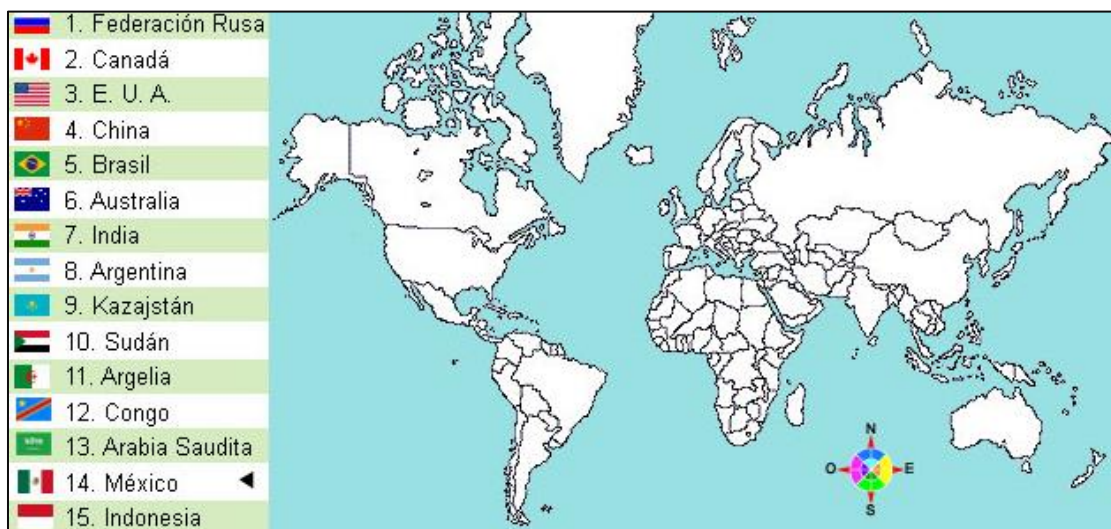 1. Federación Rusa
2. Canadá
3. E. U. A.
4. China
5. Brasil
6. Australia
7. India
8. Argentina
9. Kazajstán
10. Sudán
11. Argelia
12. Congo
13. Arabia Saudita
14. México
15. Indonesia
N
O E
S